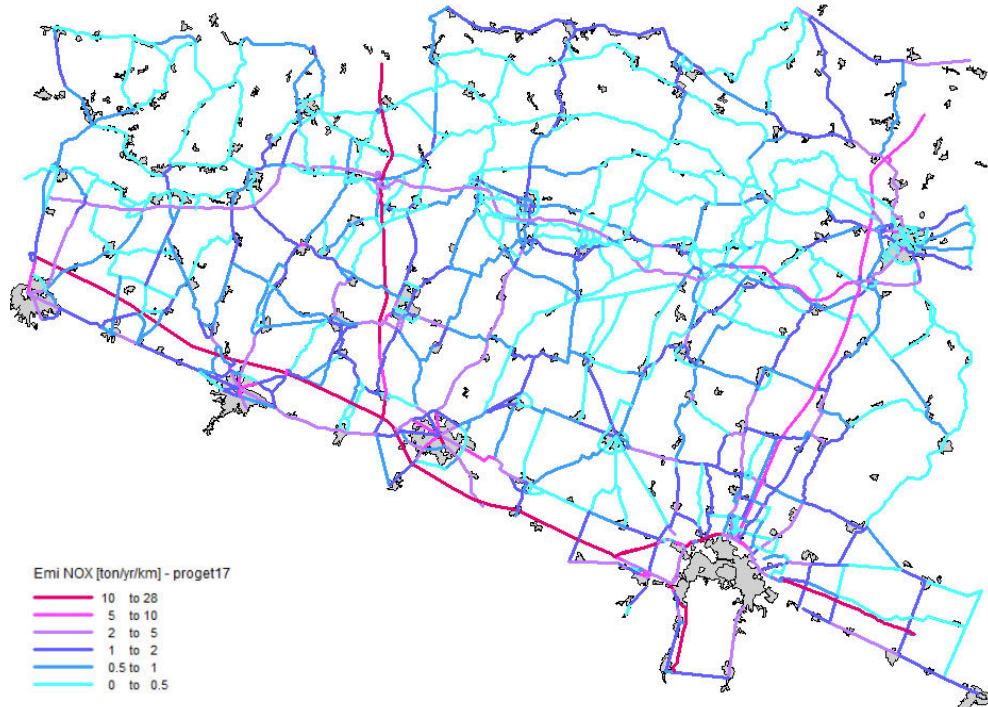 Emi NOX [ton/yr/km] - proget17
10 to 28
5 to 10
2 to 5
1 to 2
0.5 to 1
0 to 0.5